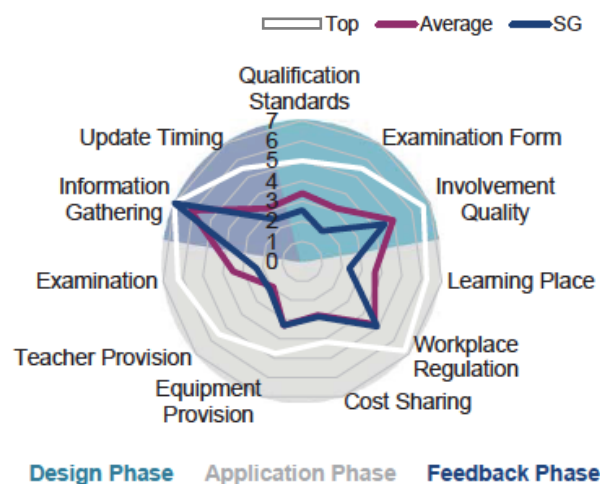 Top Average SG
Qualification
Standards
Update Timing
Examination Form
Information
Gathering
Involvement
Quality
7
6
5
4
3
2
1
0
Examination
Learning Place
Teacher Provision
Workplace
Regulation
Equipment
Provision
Cost Sharing
Design Phase Application Phase Feedback Phase